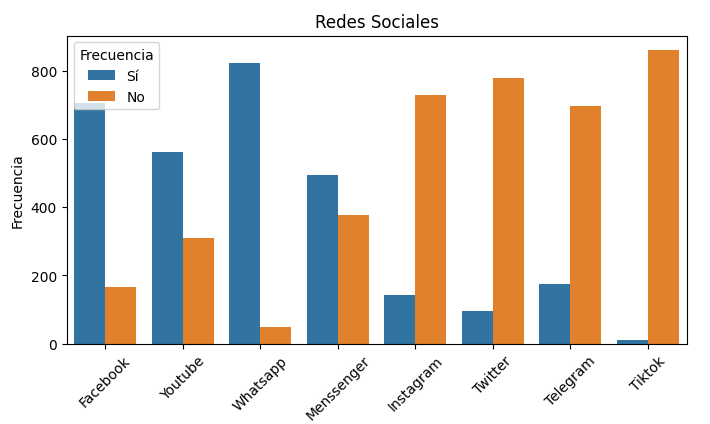 Redes Sociales
Frecuencia
Sí
No
Frecuencia
800
600
400
200
0
Facebook
Youtube
Whatsapp
Menssenger
Instagram
Twitter
Telegram
Tiktok